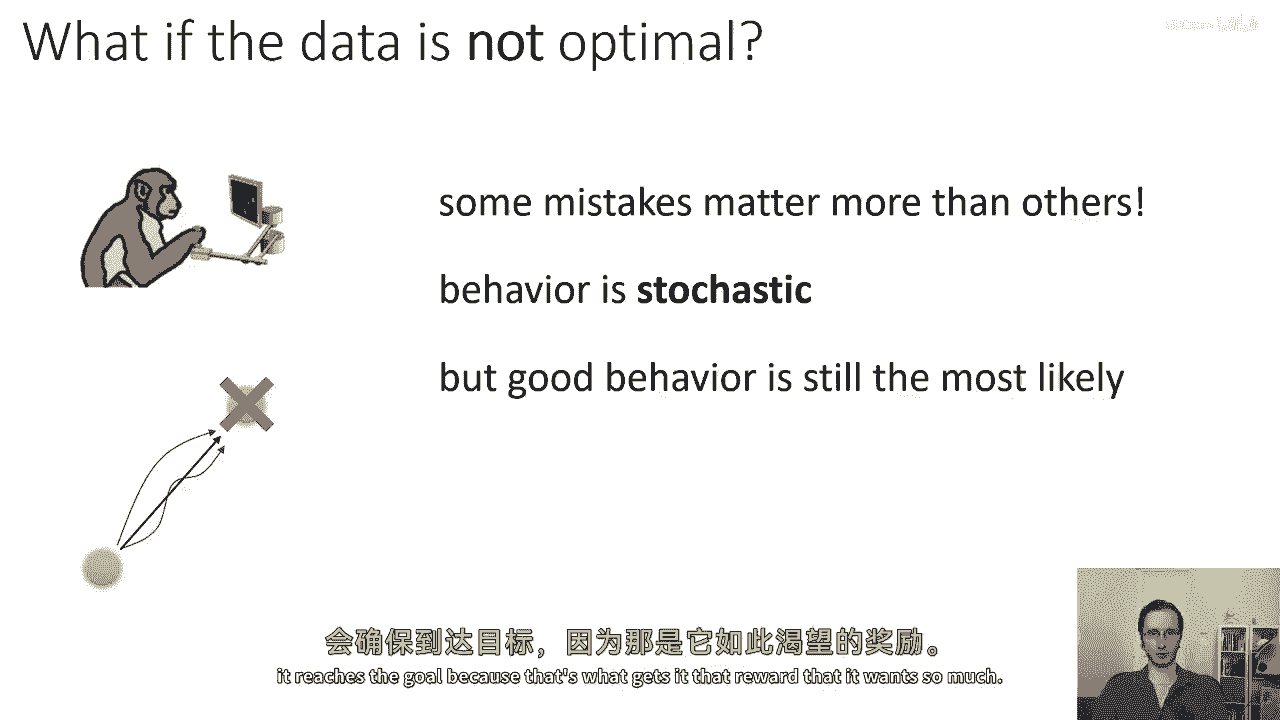 What if the data is not optimal?
some mistakes matter more than others!
behavior is stochastic
but good behavior is still the most likely
会确保到达目标，因为那是它如此渴望的奖励。
it reaches the goal because that's what gets it that reward that it wants so much.